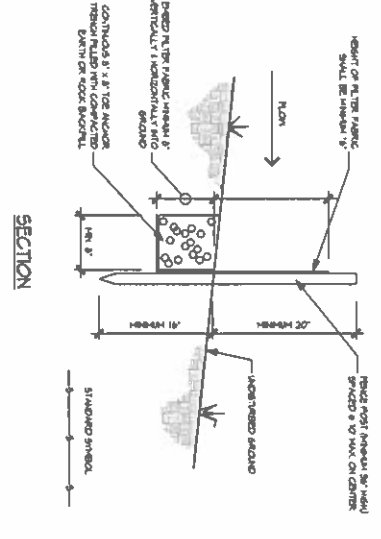 HEIGHT OF FILTER FABRIC
SHALL BE MINIMUM 16"
FENCE POST (MINIMUM 36" HIGH)
SPACED @ 10' MAX. ON CENTER
FLOW
MINIMUM 20"
EMBED FILTER FABRIC MINIMUM 8"
VERTICALLY & HORIZONTALLY INTO
GROUND
UNDISTURBED GROUND
MINIMUM 16"
CONTINUOUS 8" x 8" TOE ANCHOR
TRENCH FILLED WITH COMPACTED
EARTH OR ROCK BACKFILL
MIN 8"
STANDARD SYMBOL
SECTION